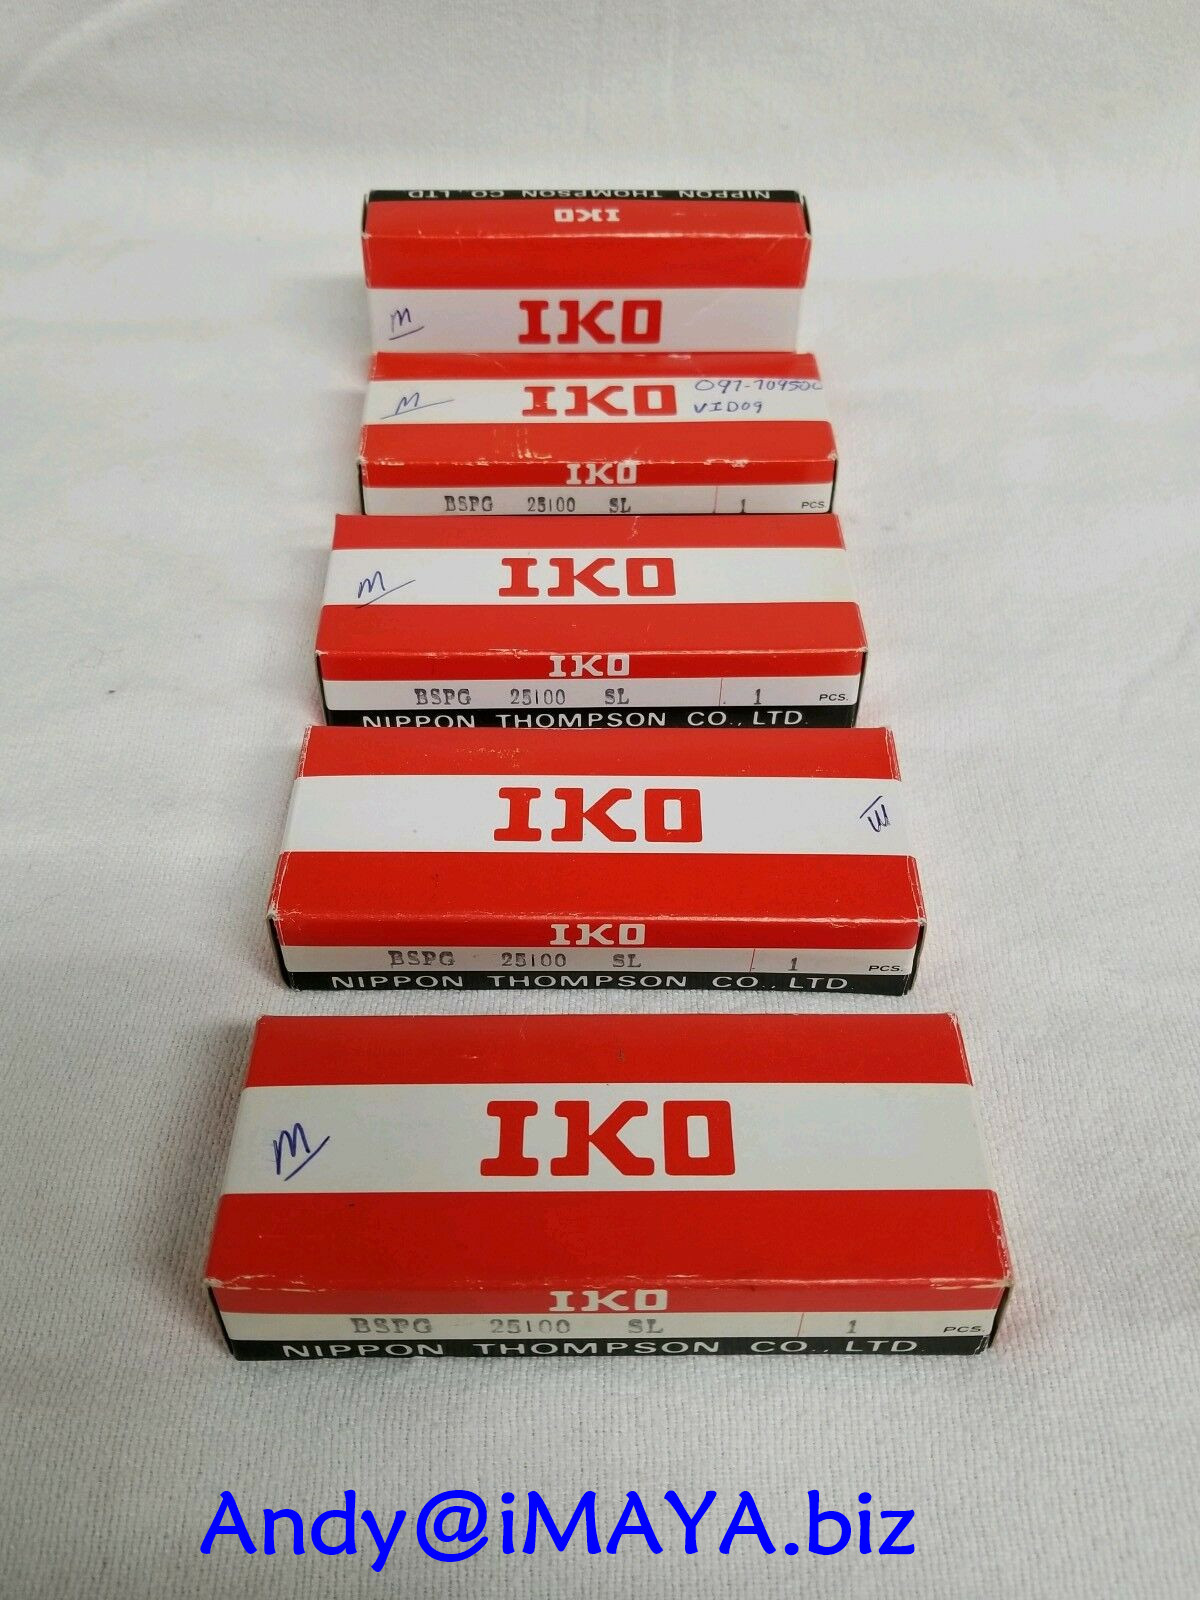 NIPPON THOMPSON CO., LTD
IKO
M
IKO
M
IKO
VID09
IKO
BSPG 25100 SL 1 PCS.
M
IKO
IKO
BSPG 25100 SL 1 PCS.
NIPPON THOMPSON CO., LTD.
IKO
M
IKO
BSPG 25100 SL 1 PCS.
NIPPON THOMPSON CO., LTD.
M
IKO
IKO
BSPG 25100 SL 1 PCS.
NIPPON THOMPSON CO., LTD.
Andy@iMAYA.biz